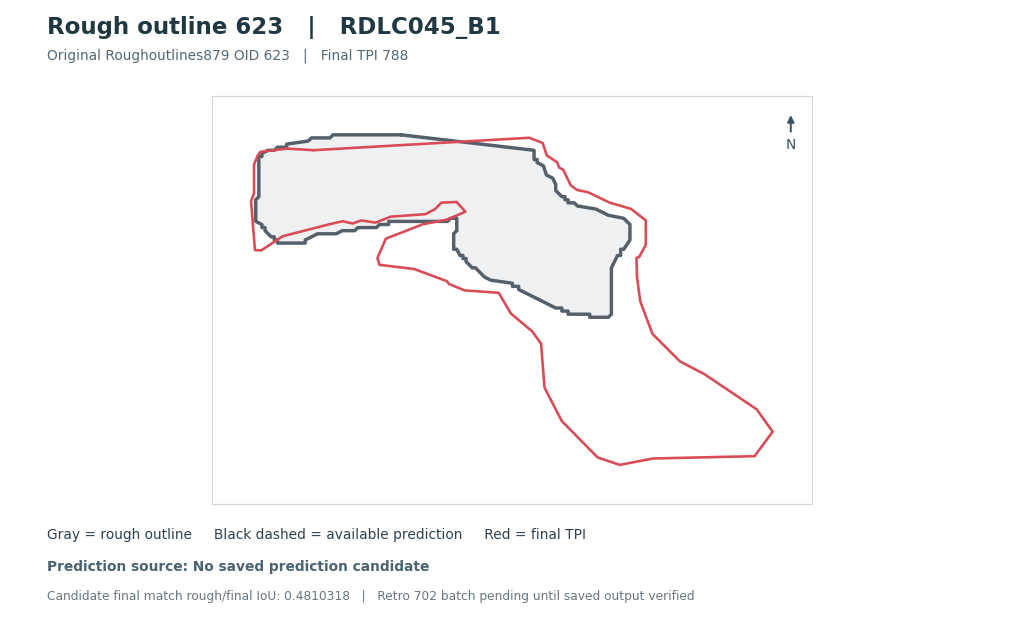 Rough outline 623   |   RDLC045_B1
Original Roughoutlines879 OID 623   |   Final TPI 788
N
Gray = rough outline     Black dashed = available prediction     Red = final TPI
Prediction source: No saved prediction candidate
Candidate final match rough/final IoU: 0.4810318   |   Retro 702 batch pending until saved output verified